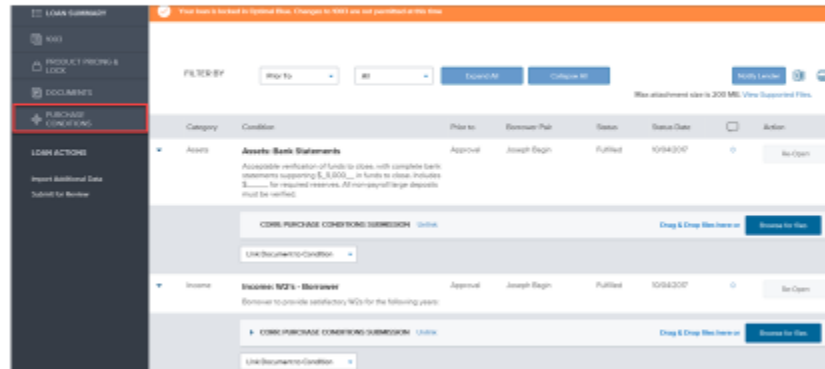 LOAN SUMMARY
Your loan is locked in Optimal Blue. Changes to 1003 are not permitted at this time
1003
PRODUCT PRICING &
LOCK
DOCUMENTS
PURCHASE
CONDITIONS
LOAN ACTIONS
Import Additional Data
Submit for Review
FILTER BY
Prior To
All
Expand All
Collapse All
Notify Lender
Max attachment size is 200 MB. View Supported Files.
Category Condition Prior to Borrower Pair Status Status Date Action
Assets Assets: Bank Statements Approval Joseph Begin Fulfilled 10/04/2017 Re-Open
Acceptable verification of funds to close, with complete bank
statements supporting $_9,800__ in funds to close. Includes
$_____ for required reserves. All non-payroll large deposits
must be verified.
CORR: PURCHASE CONDITIONS SUBMISSION Unlink Drag & Drop files here or Browse for files
Link Document to Condition
Income Income: W2's - Borrower Approval Joseph Begin Fulfilled 10/04/2017 Re-Open
Borrower to provide satisfactory W2s for the following years:
CORR: PURCHASE CONDITIONS SUBMISSION Unlink Drag & Drop files here or Browse for files
Link Document to Condition